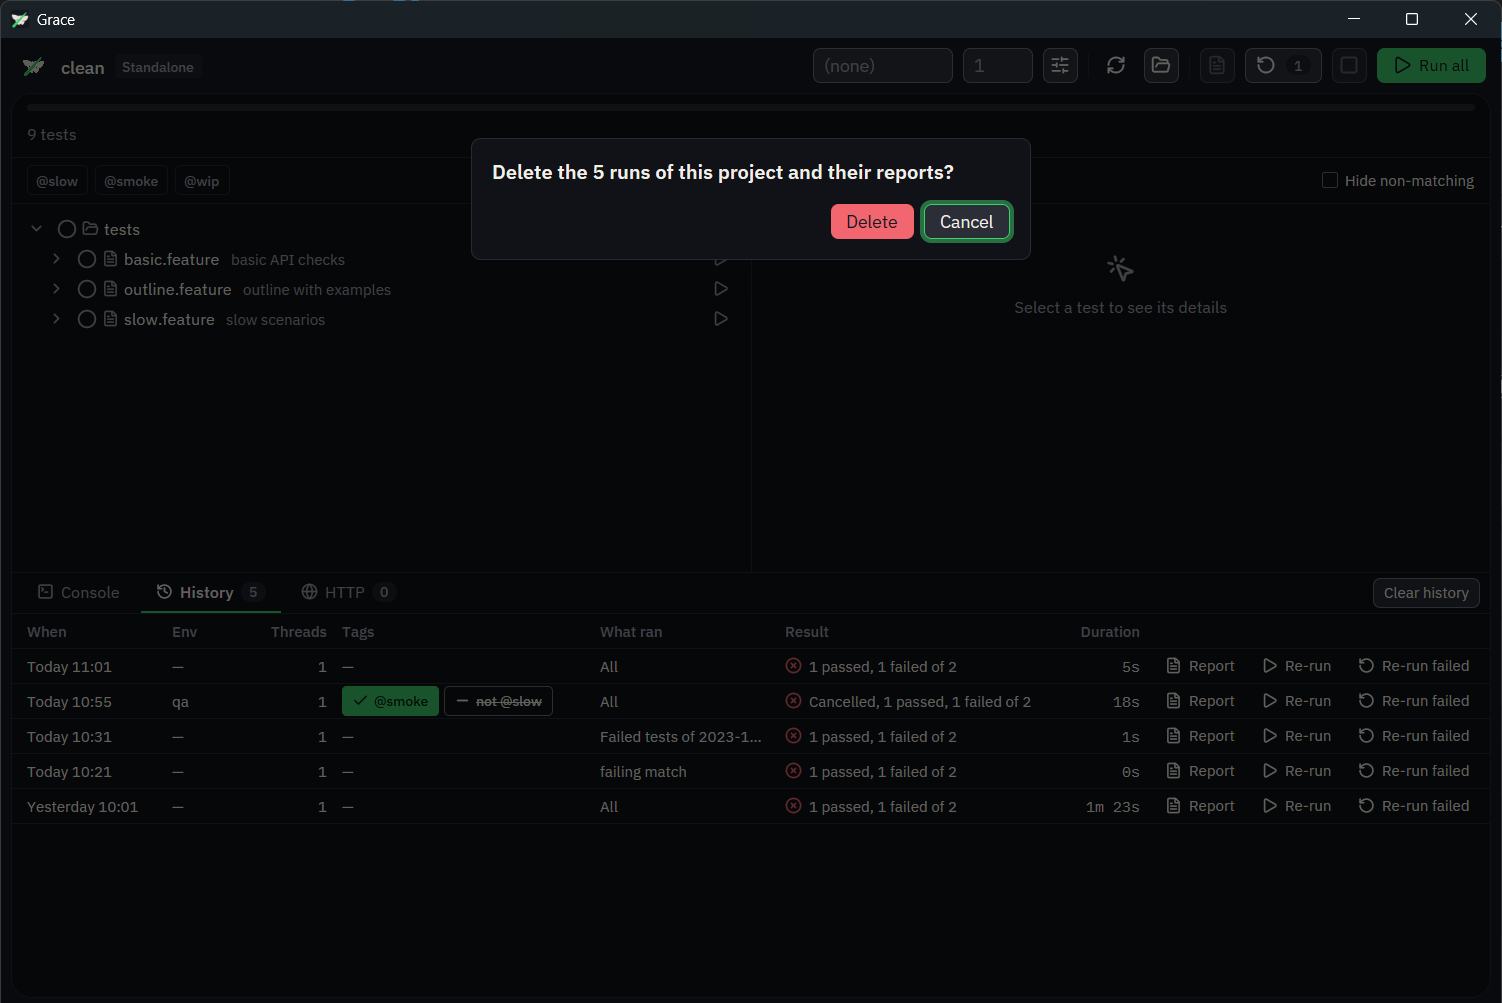 Grace
clean Standalone (none) 1 1 Run all
9 tests
Delete the 5 runs of this project and their reports?
@slow @smoke @wip Hide non-matching
Delete Cancel
tests
basic.feature basic API checks
outline.feature outline with examples
slow.feature slow scenarios
Select a test to see its details
Console History 5 HTTP 0 Clear history
When Env Threads Tags What ran Result Duration
Today 11:01 — 1 — All 1 passed, 1 failed of 2 5s Report Re-run Re-run failed
Today 10:55 qa 1 @smoke not @slow All Cancelled, 1 passed, 1 failed of 2 18s Report Re-run Re-run failed
Today 10:31 — 1 — Failed tests of 2023-1... 1 passed, 1 failed of 2 1s Report Re-run Re-run failed
Today 10:21 — 1 — failing match 1 passed, 1 failed of 2 0s Report Re-run Re-run failed
Yesterday 10:01 — 1 — All 1 passed, 1 failed of 2 1m 23s Report Re-run Re-run failed